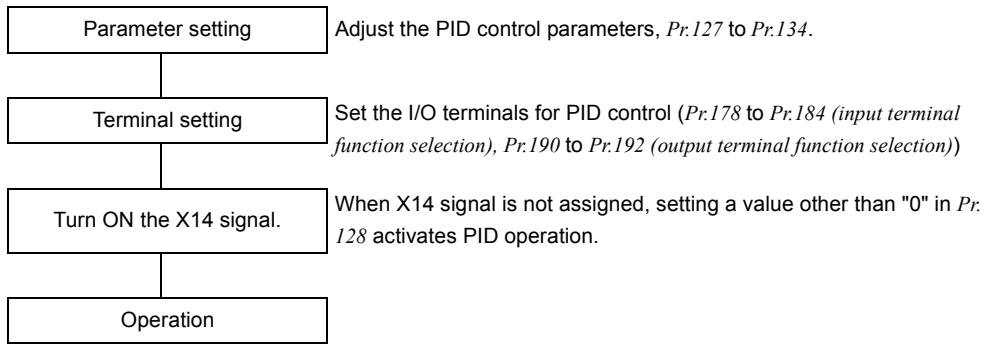 Parameter setting
Adjust the PID control parameters, Pr.127 to Pr.134.
Terminal setting
Set the I/O terminals for PID control (Pr.178 to Pr.184 (input terminal
function selection), Pr.190 to Pr.192 (output terminal function selection))
Turn ON the X14 signal.
When X14 signal is not assigned, setting a value other than "0" in Pr.
128 activates PID operation.
Operation